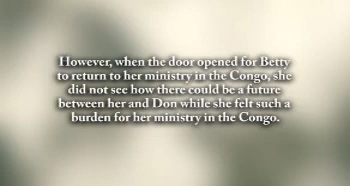 However, when the door opened for Betty
to return to her ministry in the Congo, she
did not see how there could be a future
between her and Don while she felt such a
burden for her ministry in the Congo.